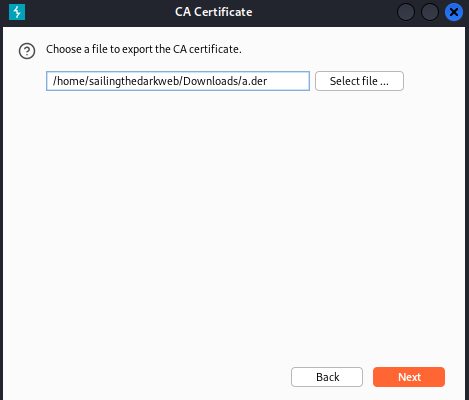 CA Certificate
Choose a file to export the CA certificate.
/home/sailingthedarkweb/Downloads/a.der Select file ...
Back Next